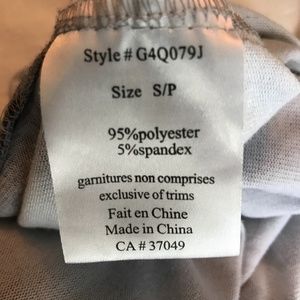 Style # G4Q079J
Size S/P
95%polyester
5%spandex
garnitures non comprises
exclusive of trims
Fait en Chine
Made in China
CA # 37049